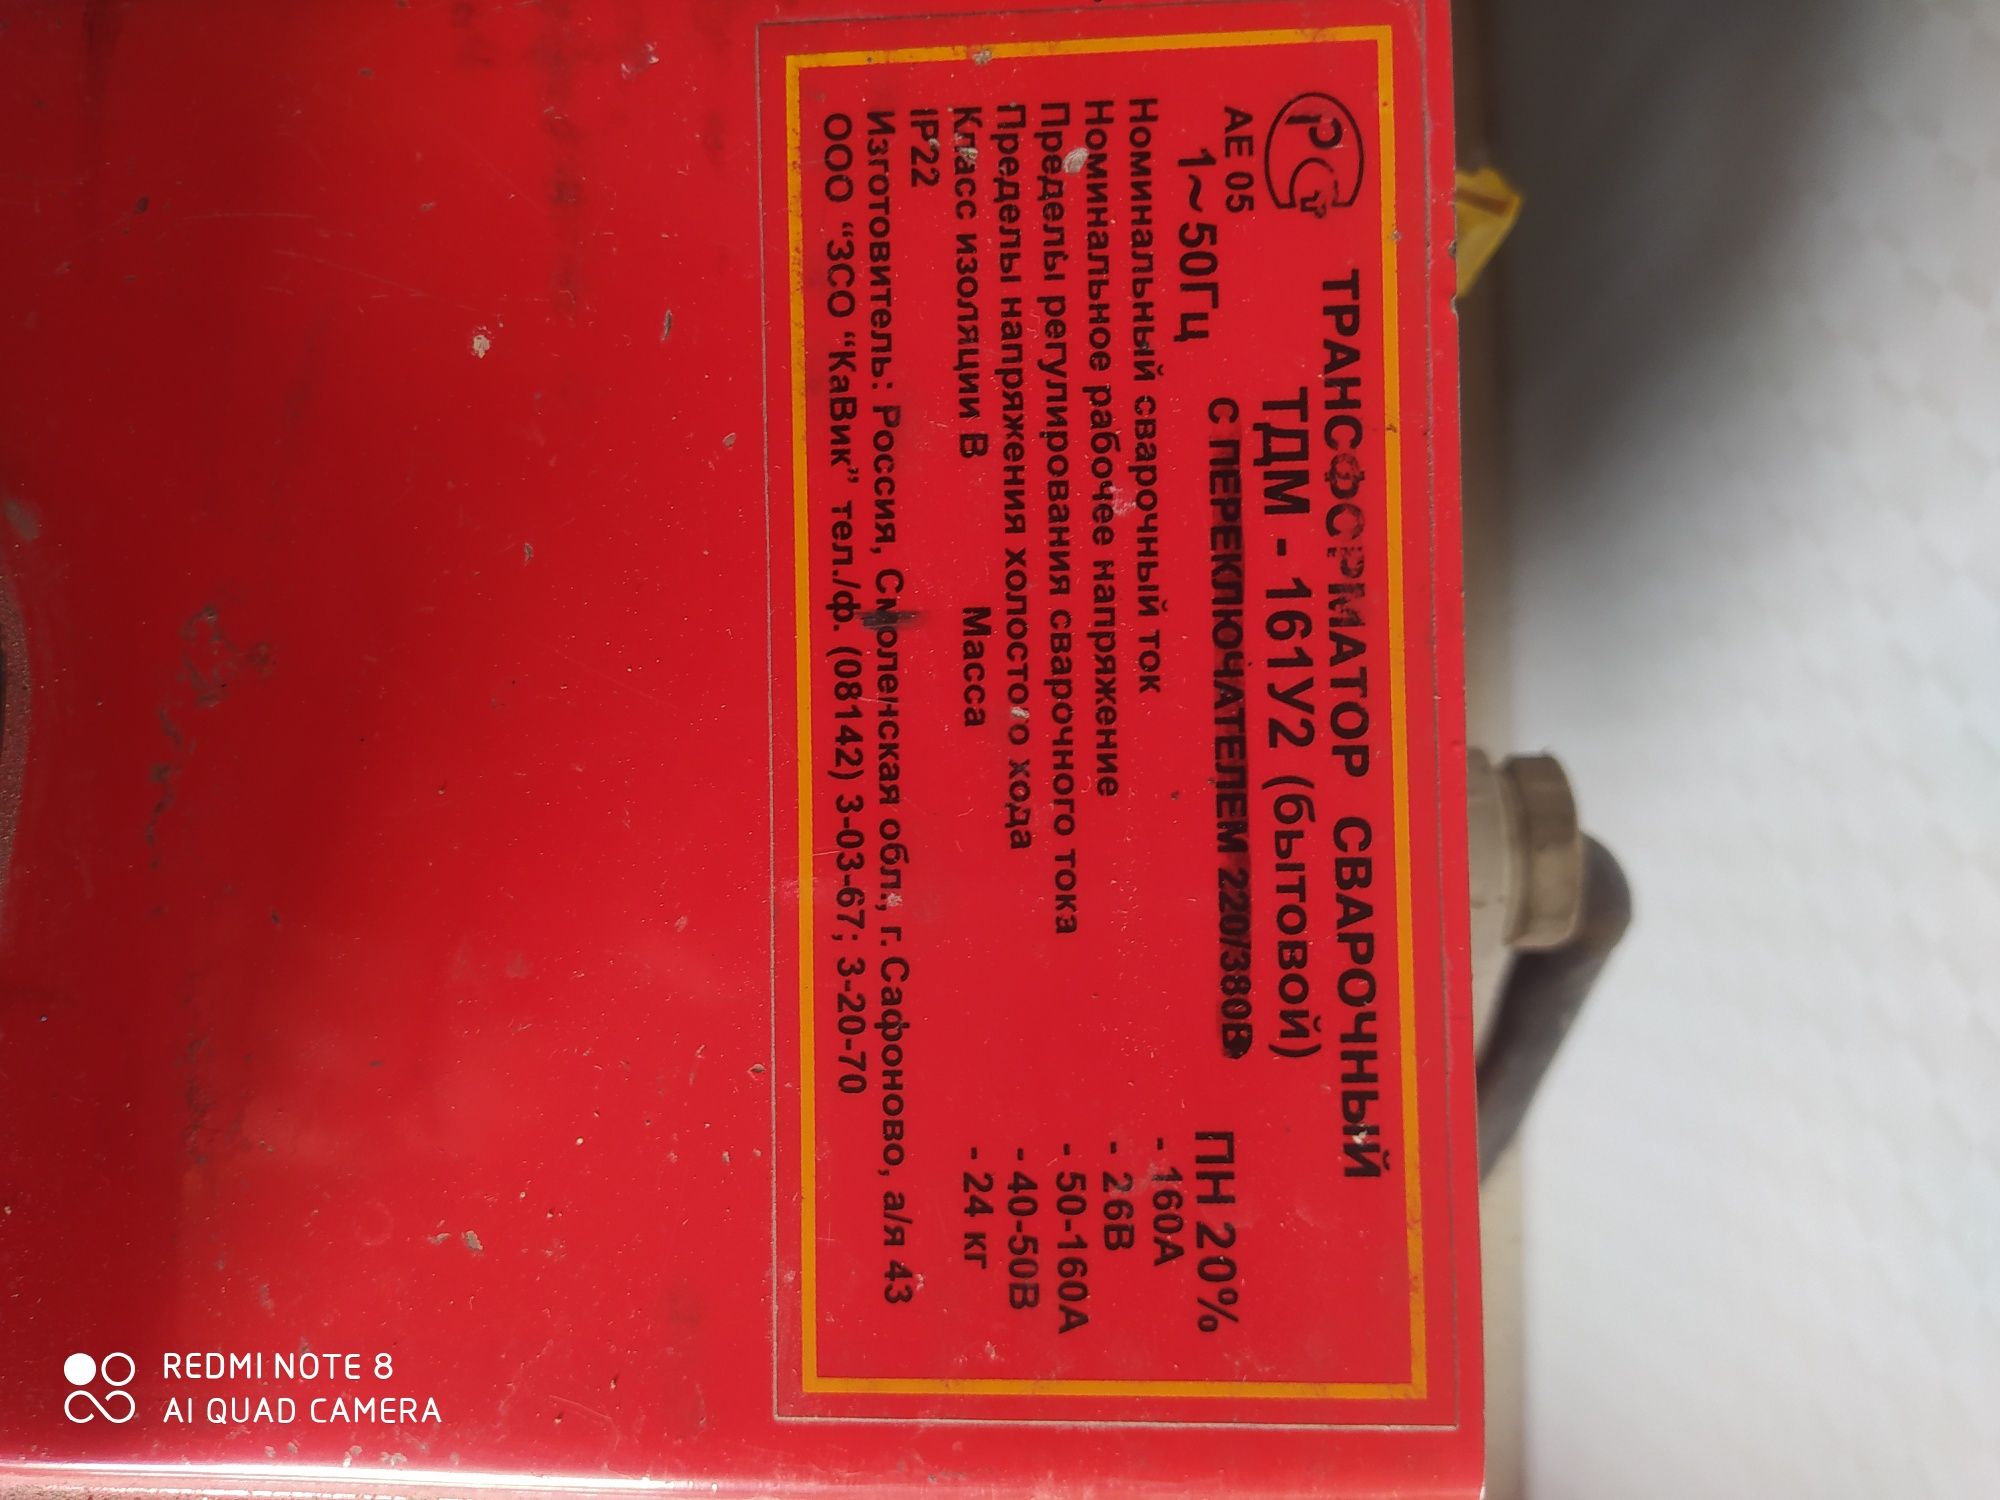 РСТ
АЕ 05
ТРАНСФОРМАТОР СВАРОЧНЫЙ
ТДМ - 161У2 (бытовой)
С ПЕРЕКЛЮЧАТЕЛЕМ 220/380В
1~50Гц ПН 20%
Номинальный сварочный ток - 160А
Номинальное рабочее напряжение - 26В
Пределы регулирования сварочного тока - 50-160А
Пределы напряжения холостого хода - 40-50В
Класс изоляции В Масса - 24 кг
IP22
Изготовитель: Россия, Смоленская обл., г. Сафоново, а/я 43
ООО “ЗСО “КаВик” тел./ф. (08142) 3-03-67; 3-20-70
REDMI NOTE 8
AI QUAD CAMERA